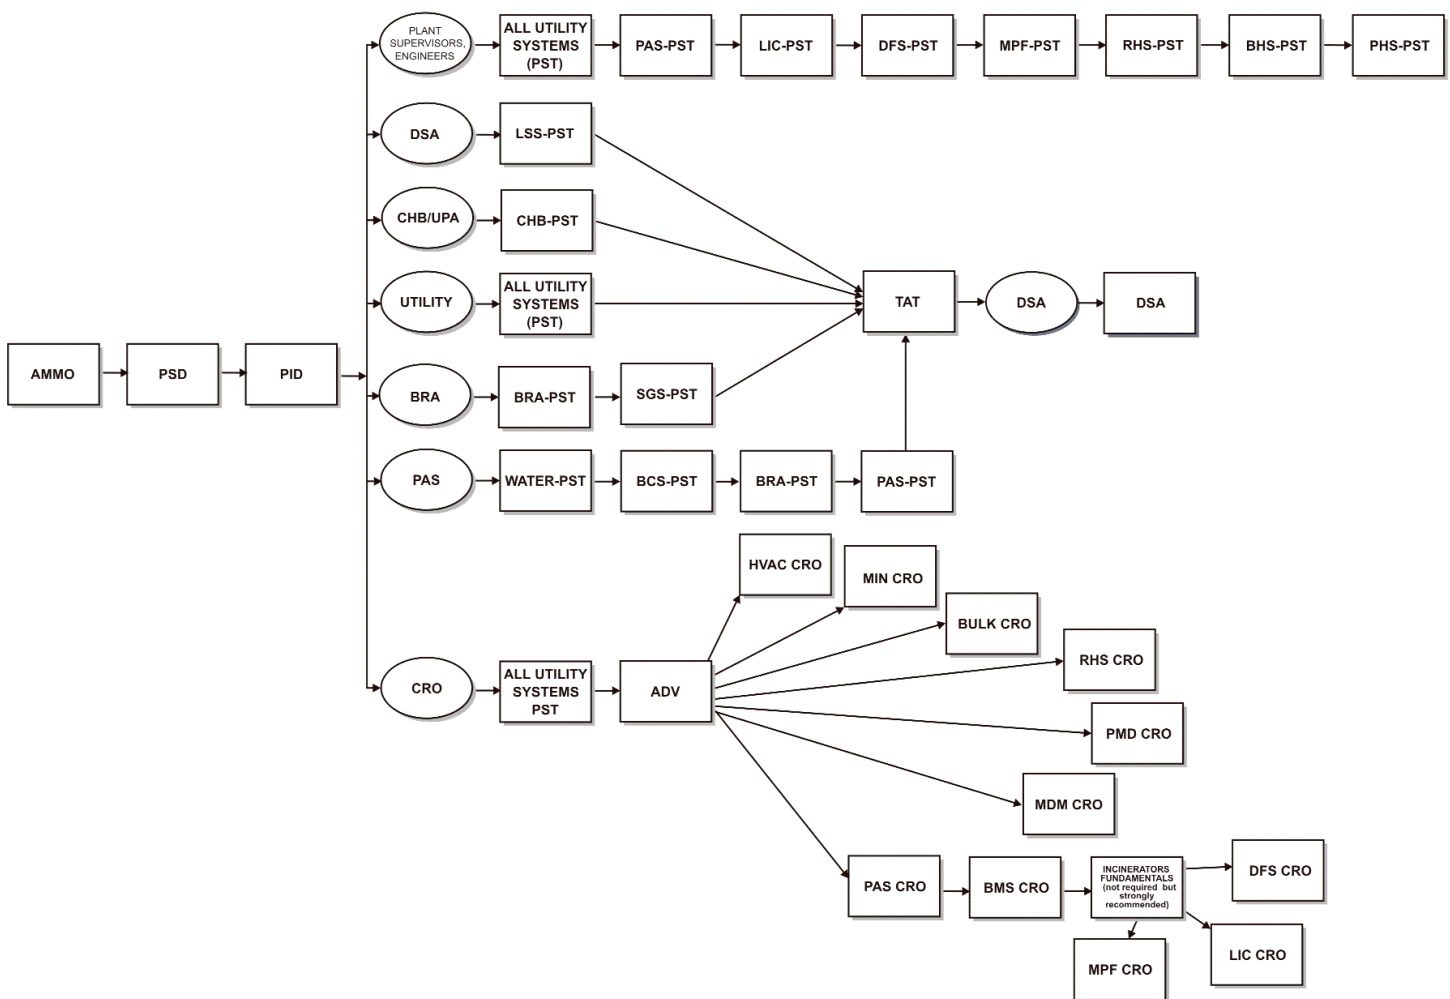 PLANT
SUPERVISORS,
ENGINEERS
ALL UTILITY
SYSTEMS
(PST)
PAS-PST
LIC-PST
DFS-PST
MPF-PST
RHS-PST
BHS-PST
PHS-PST
DSA
LSS-PST
CHB/UPA
CHB-PST
UTILITY
ALL UTILITY
SYSTEMS
(PST)
TAT
DSA
DSA
AMMO
PSD
PID
BRA
BRA-PST
SGS-PST
PAS
WATER-PST
BCS-PST
BRA-PST
PAS-PST
HVAC CRO
MIN CRO
BULK CRO
RHS CRO
CRO
ALL UTILITY
SYSTEMS
PST
ADV
PMD CRO
MDM CRO
PAS CRO
BMS CRO
INCINERATORS
FUNDAMENTALS
(not required but
strongly
recommended)
DFS CRO
LIC CRO
MPF CRO